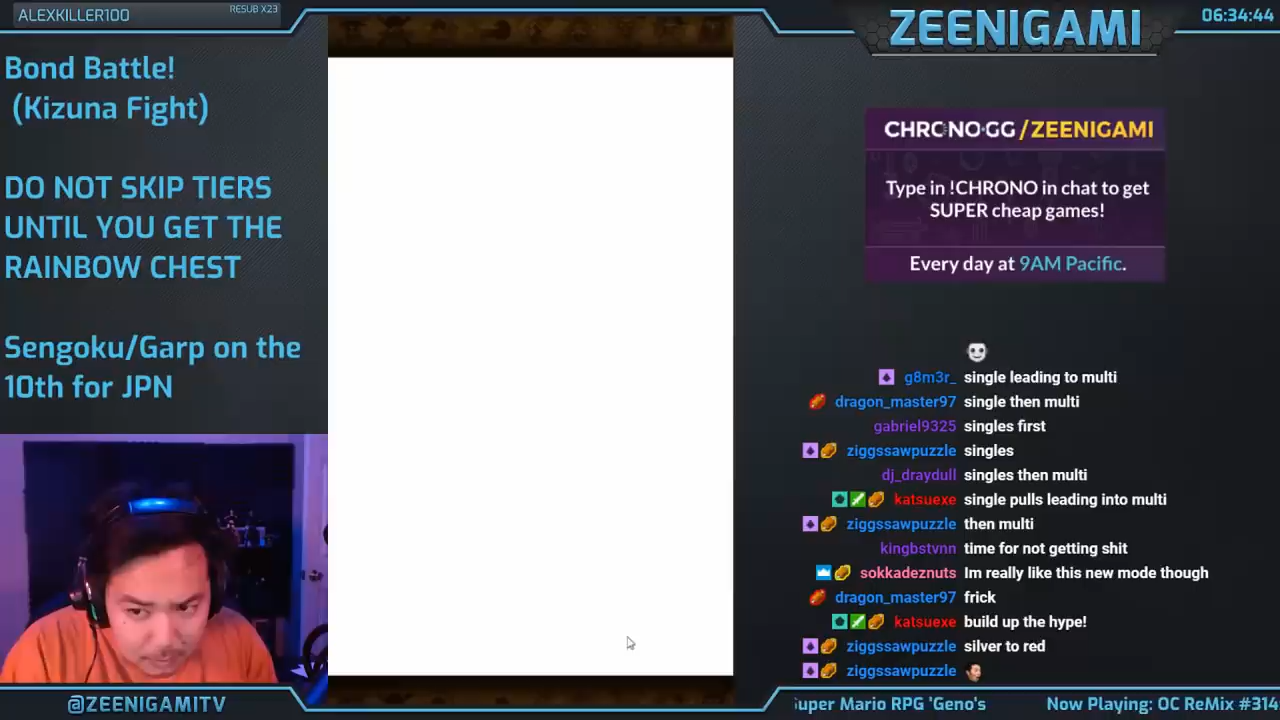 ALEXKILLER100
RESUB X23
ZEENIGAMI
06:34:44
Bond Battle!
(Kizuna Fight)
DO NOT SKIP TIERS
UNTIL YOU GET THE
RAINBOW CHEST
Sengoku/Garp on the
10th for JPN
CHRONO.GG/ZEENIGAMI
Type in !CHRONO in chat to get
SUPER cheap games!
Every day at 9AM Pacific.
g8m3r_ single leading to multi
dragon_master97 single then multi
gabriel9325 singles first
ziggssawpuzzle singles
dj_draydull singles then multi
katsuexe single pulls leading into multi
ziggssawpuzzle then multi
kingbstvnn time for not getting shit
sokkadeznuts Im really like this new mode though
dragon_master97 frick
katsuexe build up the hype!
ziggssawpuzzle silver to red
ziggssawpuzzle
@ZEENIGAMITV
Super Mario RPG 'Geno's
Now Playing: OC ReMix #314